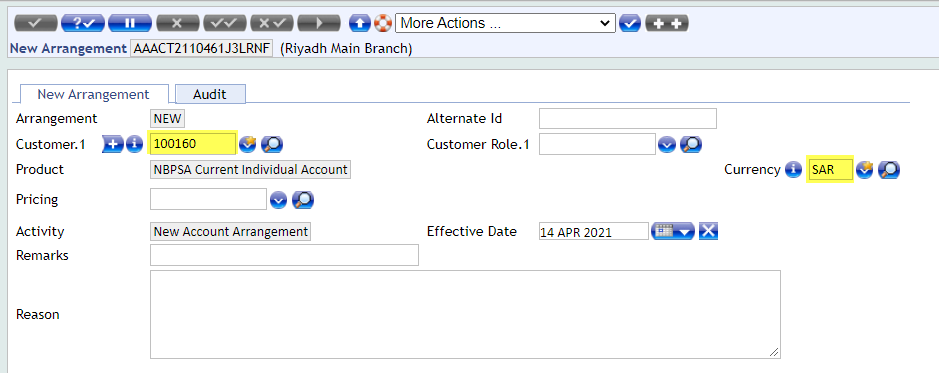 More Actions ...
New Arrangement AAACT2110461J3LRNF (Riyadh Main Branch)
New Arrangement Audit
Arrangement NEW Alternate Id
Customer.1 100160 Customer Role.1
Product NBPSA Current Individual Account Currency SAR
Pricing
Activity New Account Arrangement Effective Date 14 APR 2021
Remarks
Reason